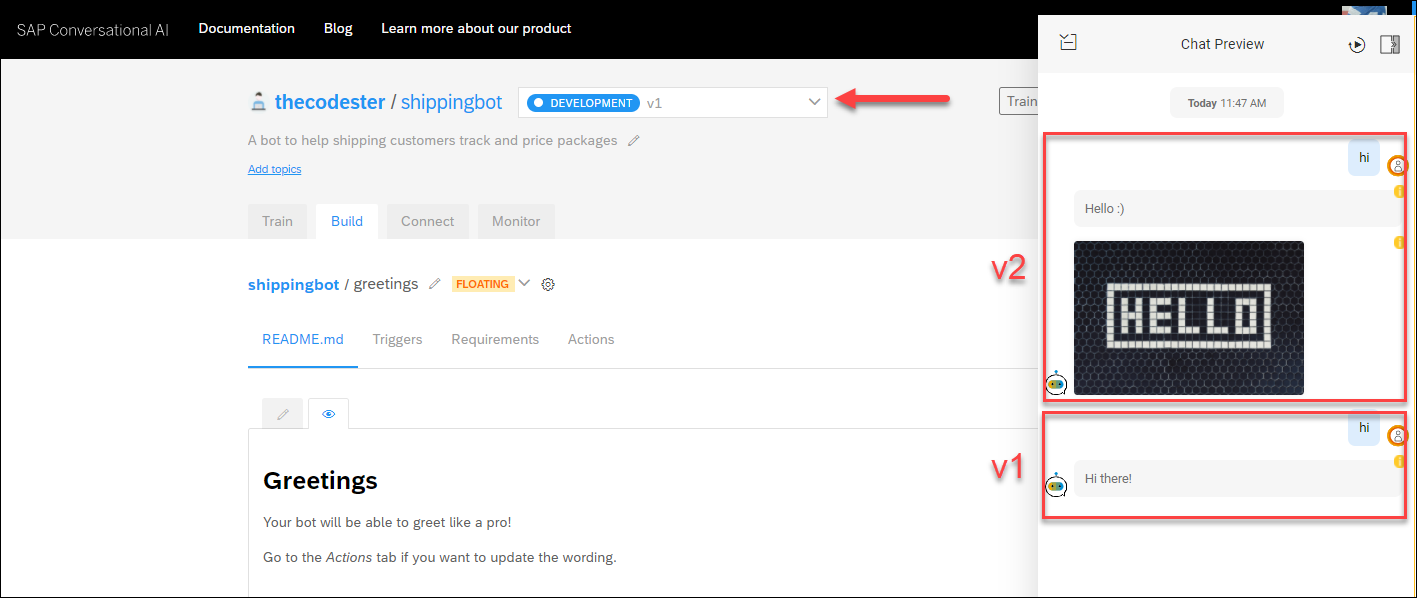 SAP Conversational AI Documentation Blog Learn more about our product
thecodester / shippingbot DEVELOPMENT v1
Train
A bot to help shipping customers track and price packages
Add topics
Train Build Connect Monitor
shippingbot / greetings FLOATING
README.md Triggers Requirements Actions
Greetings
Your bot will be able to greet like a pro!
Go to the Actions tab if you want to update the wording.
Chat Preview
Today 11:47 AM
v2
hi
Hello :)
HELLO
v1
hi
Hi there!